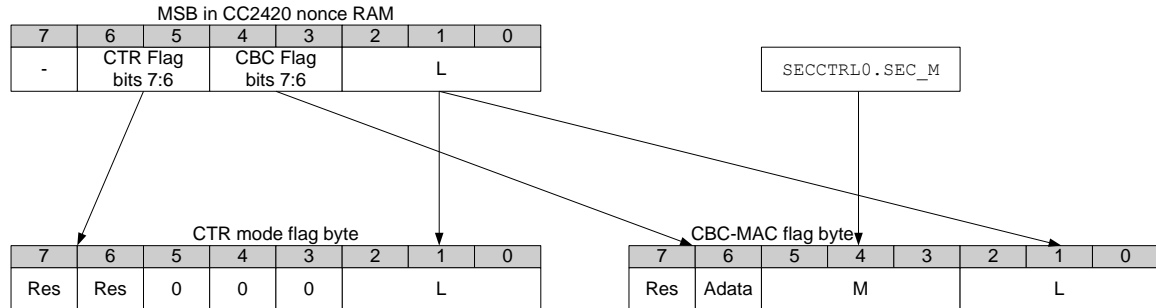 MSB in CC2420 nonce RAM
7 6 5 4 3 2 1 0
- CTR Flag bits 7:6 CBC Flag bits 7:6 L
SECCTRL0.SEC_M
CTR mode flag byte
7 6 5 4 3 2 1 0
Res Res 0 0 0 L
CBC-MAC flag byte
7 6 5 4 3 2 1 0
Res Adata M L